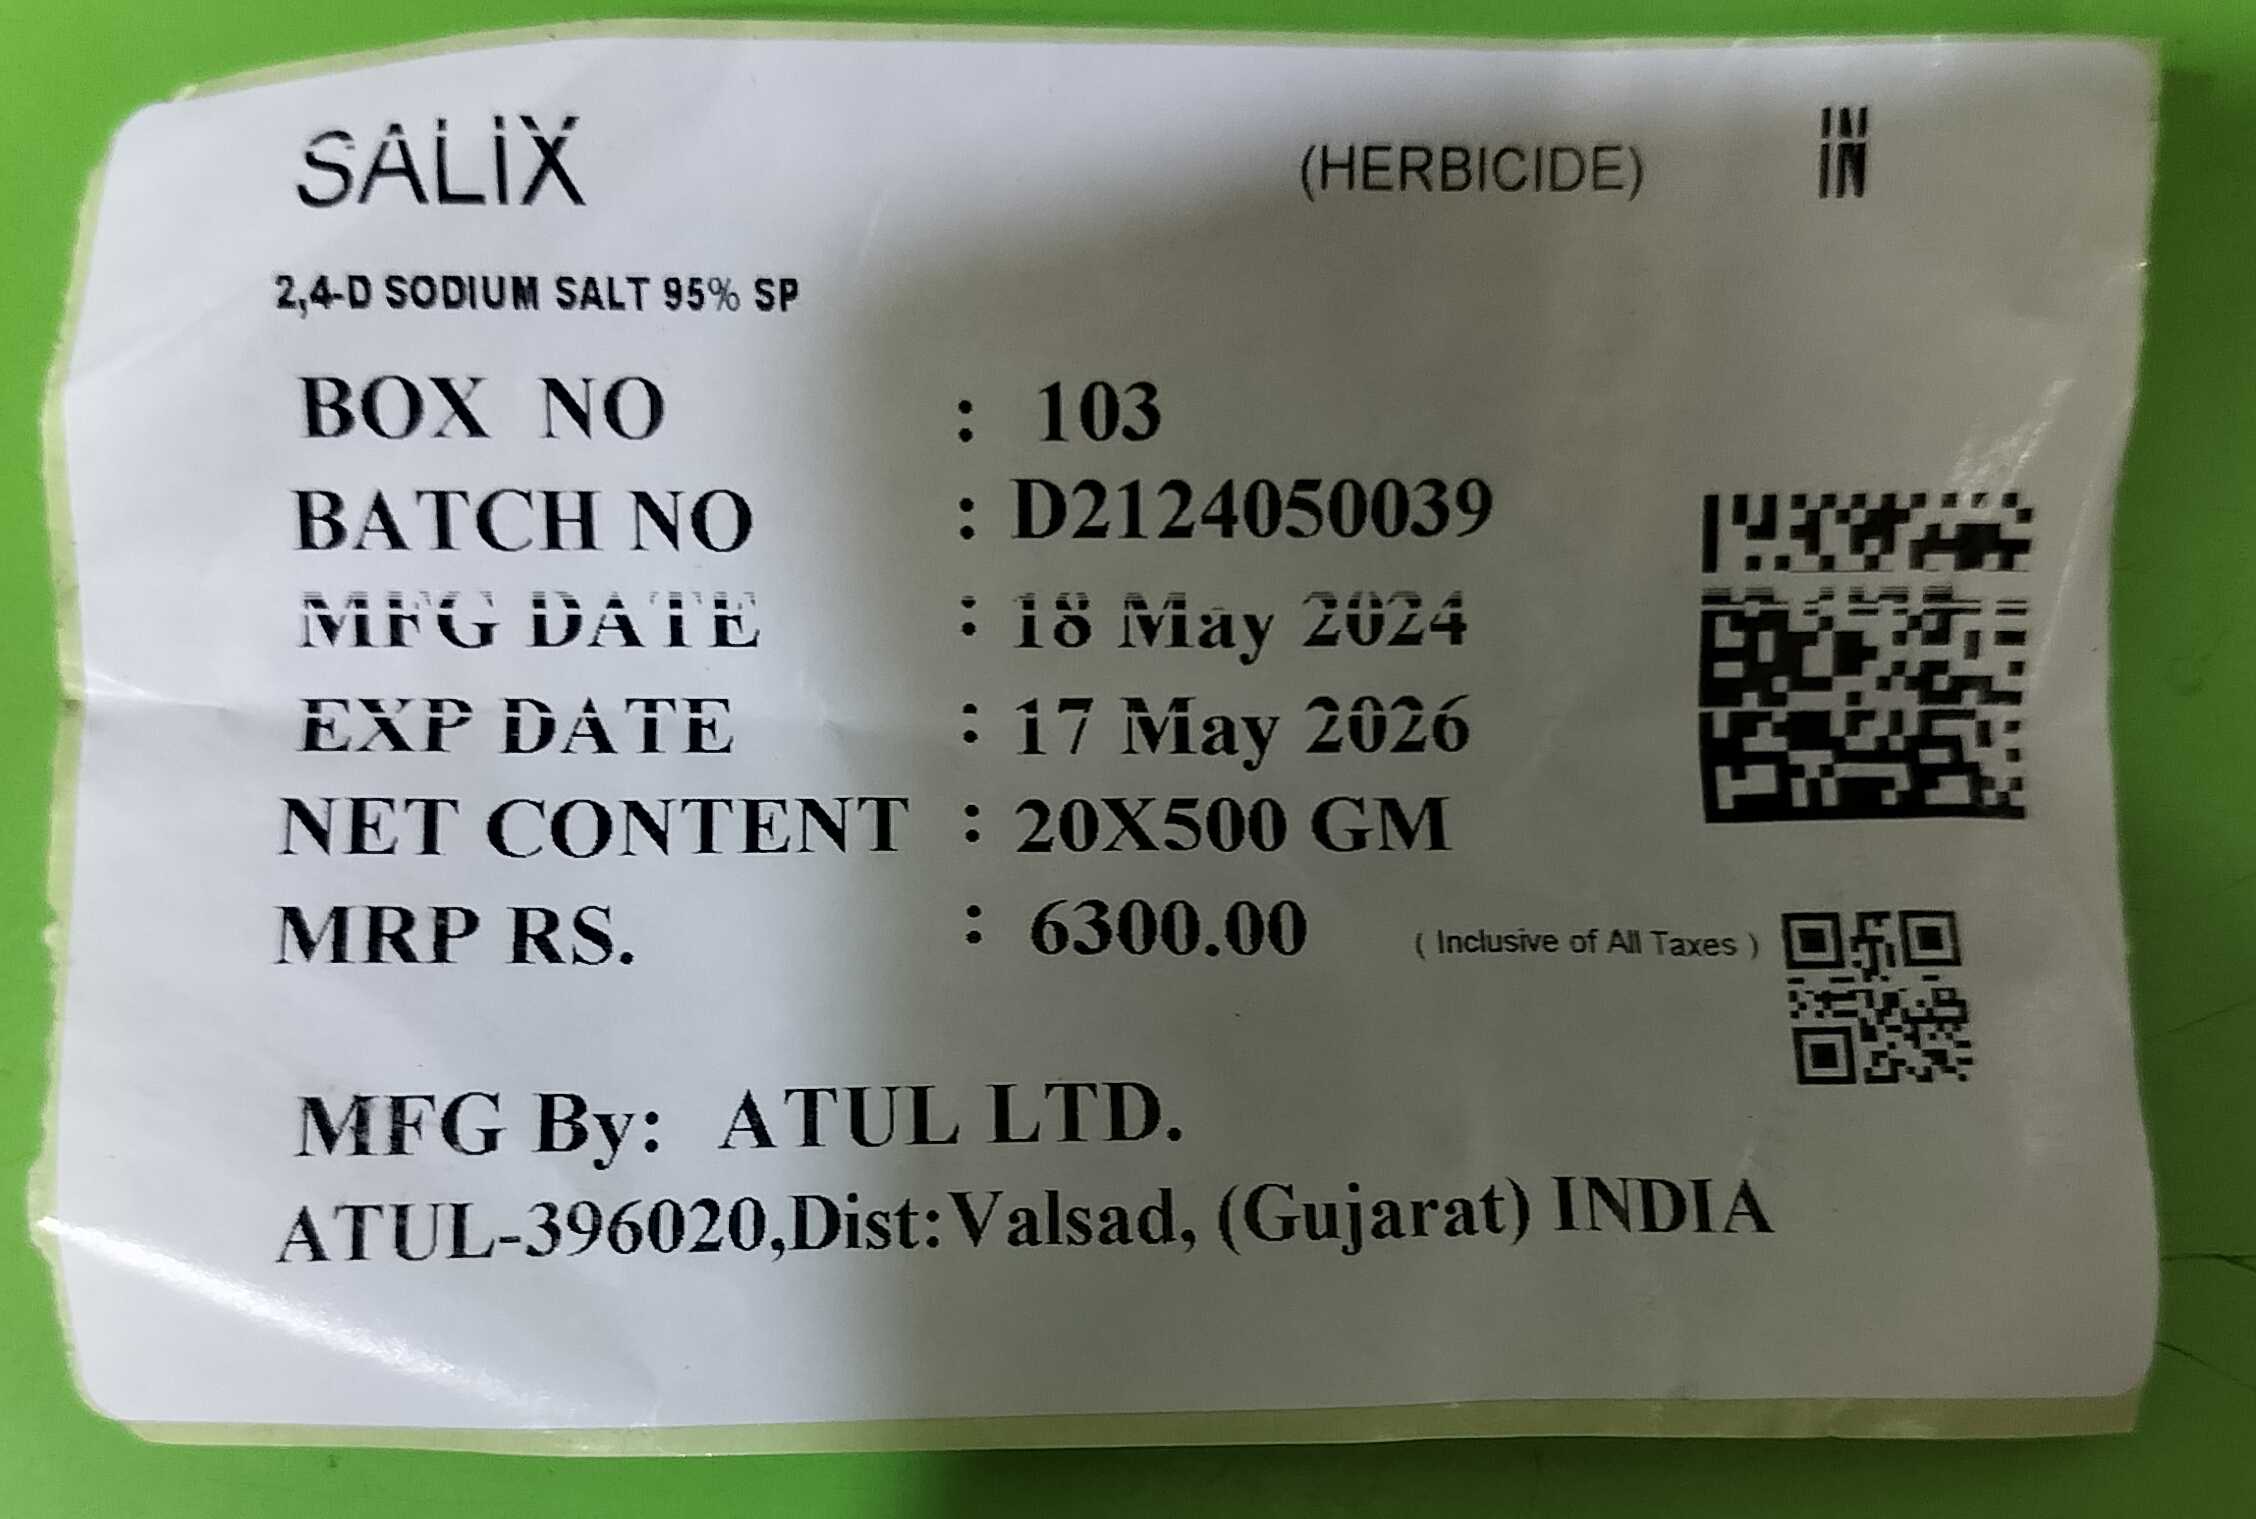 SALIX (HERBICIDE) IN
2,4-D SODIUM SALT 95% SP
BOX NO : 103
BATCH NO : D2124050039
MFG DATE : 18 May 2024
EXP DATE : 17 May 2026
NET CONTENT : 20X500 GM
MRP RS. : 6300.00 ( Inclusive of All Taxes )
MFG By: ATUL LTD.
ATUL-396020,Dist:Valsad, (Gujarat) INDIA